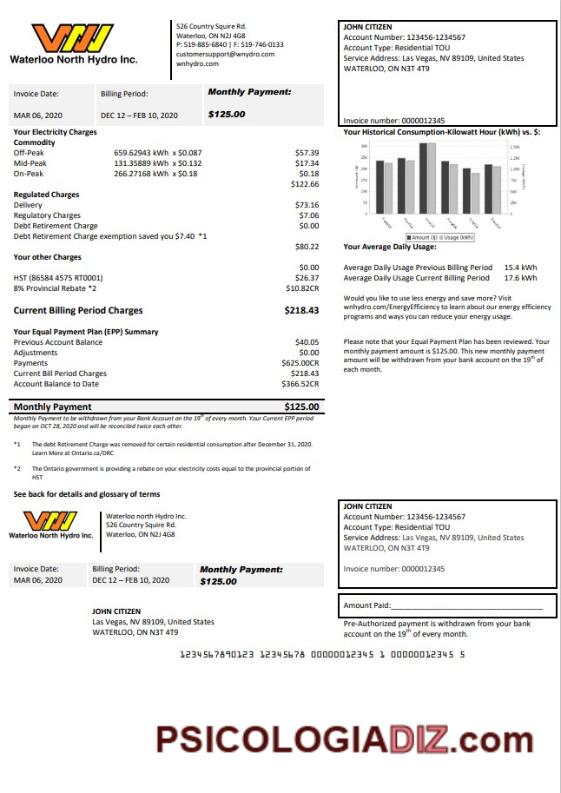 Waterloo North Hydro Inc.
526 Country Squire Rd.
Waterloo, ON N2J 4G8
P: 519-885-6840 | F: 519-746-0133
customersupport@wnydro.com
wnhydro.com
JOHN CITIZEN
Account Number: 123456-1234567
Account Type: Residential TOU
Service Address: Las Vegas, NV 89109, United States
WATERLOO, ON N3T 4T9
Invoice number: 0000012345
Invoice Date: Billing Period: Monthly Payment:
MAR 06, 2020 DEC 12 – FEB 10, 2020 $125.00
Your Electricity Charges
Commodity
Off-Peak 659.62943 kWh x $0.087 $57.39
Mid-Peak 131.35889 kWh x $0.132 $17.34
On-Peak 266.27168 kWh x $0.18 $0.18
$122.66
Regulated Charges
Delivery $73.16
Regulatory Charges $7.06
Debt Retirement Charge $0.00
Debt Retirement Charge exemption saved you $7.40 *1
$80.22
Your other Charges
$0.00
HST (86584 4575 RT0001) $26.37
8% Provincial Rebate *2 $10.82CR
Current Billing Period Charges $218.43
Your Equal Payment Plan (EPP) Summary
Previous Account Balance $40.05
Adjustments $0.00
Payments $625.00CR
Current Bill Period Charges $218.43
Account Balance to Date $366.52CR
Monthly Payment $125.00
Monthly Payment to be withdrawn from your Bank Account on the 19th of every month. Your Current EPP period
began on OCT 28, 2020 and will be reconciled twice each other.
*1 The debt Retirement Charge was removed for certain residential consumption after December 31, 2020.
Learn More at Ontario.ca/DRC
*2 The Ontario government is providing a rebate on your electricity costs equal to the provincial portion of
HST
See back for details and glossary of terms
Your Historical Consumption-Kilowatt Hour (kWh) vs. $:
Amount ($) Usage (kWh)
Your Average Daily Usage:
Average Daily Usage Previous Billing Period 15.4 kWh
Average Daily Usage Current Billing Period 17.6 kWh
Would you like to use less energy and save more? Visit
wnhydro.com/EnergyEfficiency to learn about our energy efficiency
programs and ways you can reduce your energy usage.
Please note that your Equal Payment Plan has been reviewed. Your
monthly payment amount is $125.00. This new monthly payment
amount will be withdrawn from your bank account on the 19th of
each month.
Waterloo North Hydro Inc.
Waterloo north Hydro Inc.
526 Country Squire Rd.
Waterloo, ON N2J 4G8
Invoice Date: Billing Period: Monthly Payment:
MAR 06, 2020 DEC 12 – FEB 10, 2020 $125.00
JOHN CITIZEN
Las Vegas, NV 89109, United States
WATERLOO, ON N3T 4T9
JOHN CITIZEN
Account Number: 123456-1234567
Account Type: Residential TOU
Service Address: Las Vegas, NV 89109, United States
WATERLOO, ON N3T 4T9
Invoice number: 0000012345
Amount Paid:
Pre-Authorized payment is withdrawn from your bank
account on the 19th of every month.
1234567890123 12345678 00000012345 1 00000012345 5
PSICOLOGIADIZ.com